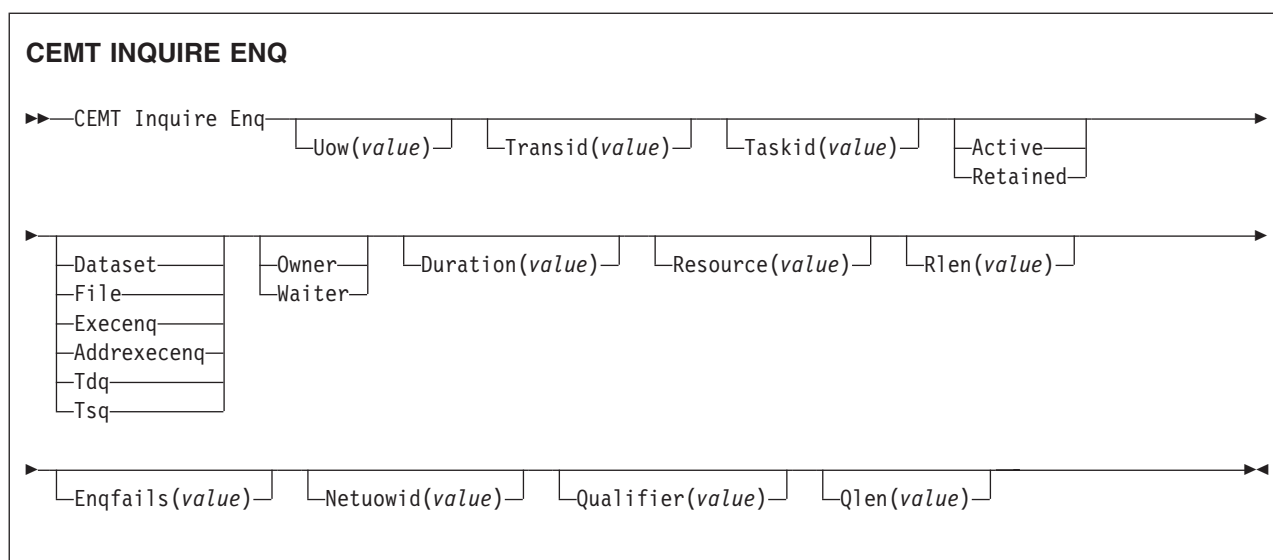 CEMT INQUIRE ENQ
CEMT Inquire Enq
Uow(value) Transid(value) Taskid(value) Active
Retained
Dataset Owner Duration(value) Resource(value) Rlen(value)
File Waiter
Execenq
Addrexecenq
Tdq
Tsq
Enqfails(value) Netuowid(value) Qualifier(value) Qlen(value)